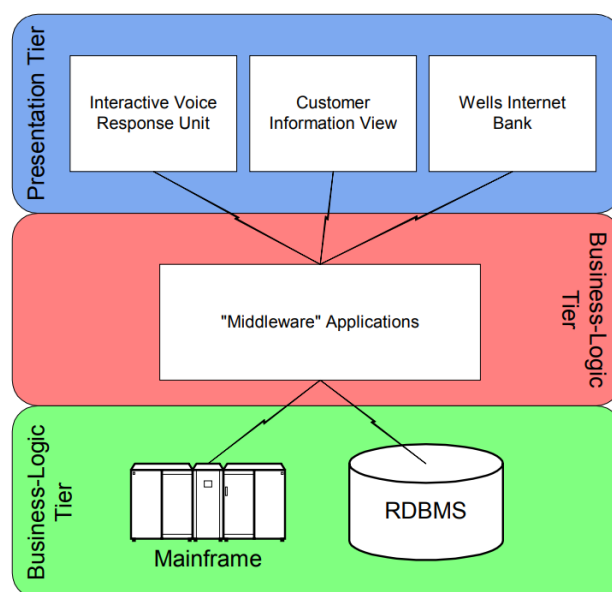 Presentation Tier
Interactive Voice
Response Unit
Customer
Information View
Wells Internet
Bank
Business-Logic
Tier
"Middleware" Applications
Business-Logic
Tier
Mainframe
RDBMS